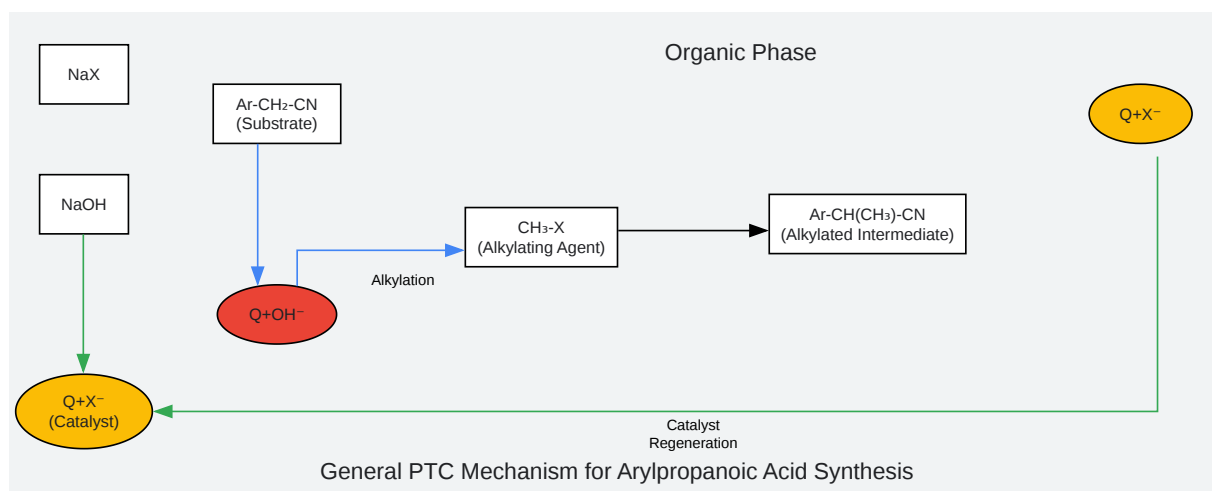 Organic Phase
NaX
Ar-CH₂-CN
(Substrate)
Q+X⁻
NaOH
CH₃-X
(Alkylating Agent)
Ar-CH(CH₃)-CN
(Alkylated Intermediate)
Alkylation
Q+OH⁻
Q+X⁻
(Catalyst)
Catalyst
Regeneration
General PTC Mechanism for Arylpropanoic Acid Synthesis